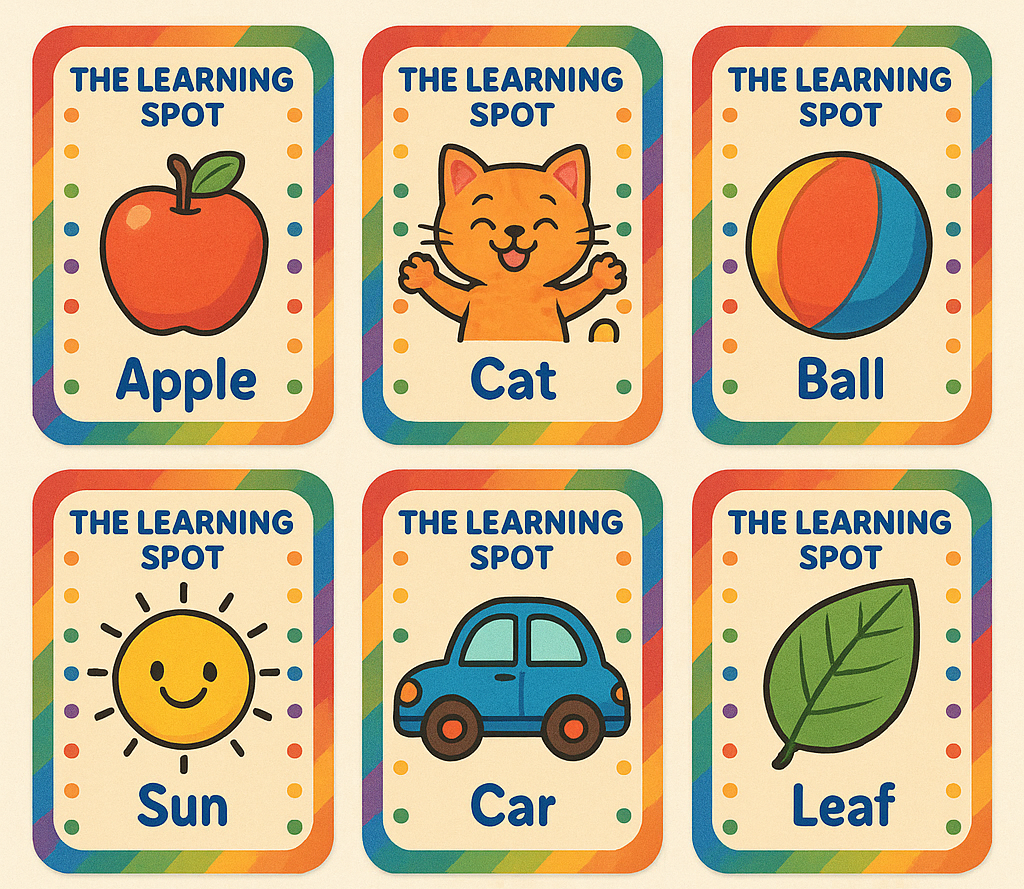 THE LEARNING
SPOT
Apple
THE LEARNING
SPOT
Cat
THE LEARNING
SPOT
Ball
THE LEARNING
SPOT
Sun
THE LEARNING
SPOT
Car
THE LEARNING
SPOT
Leaf